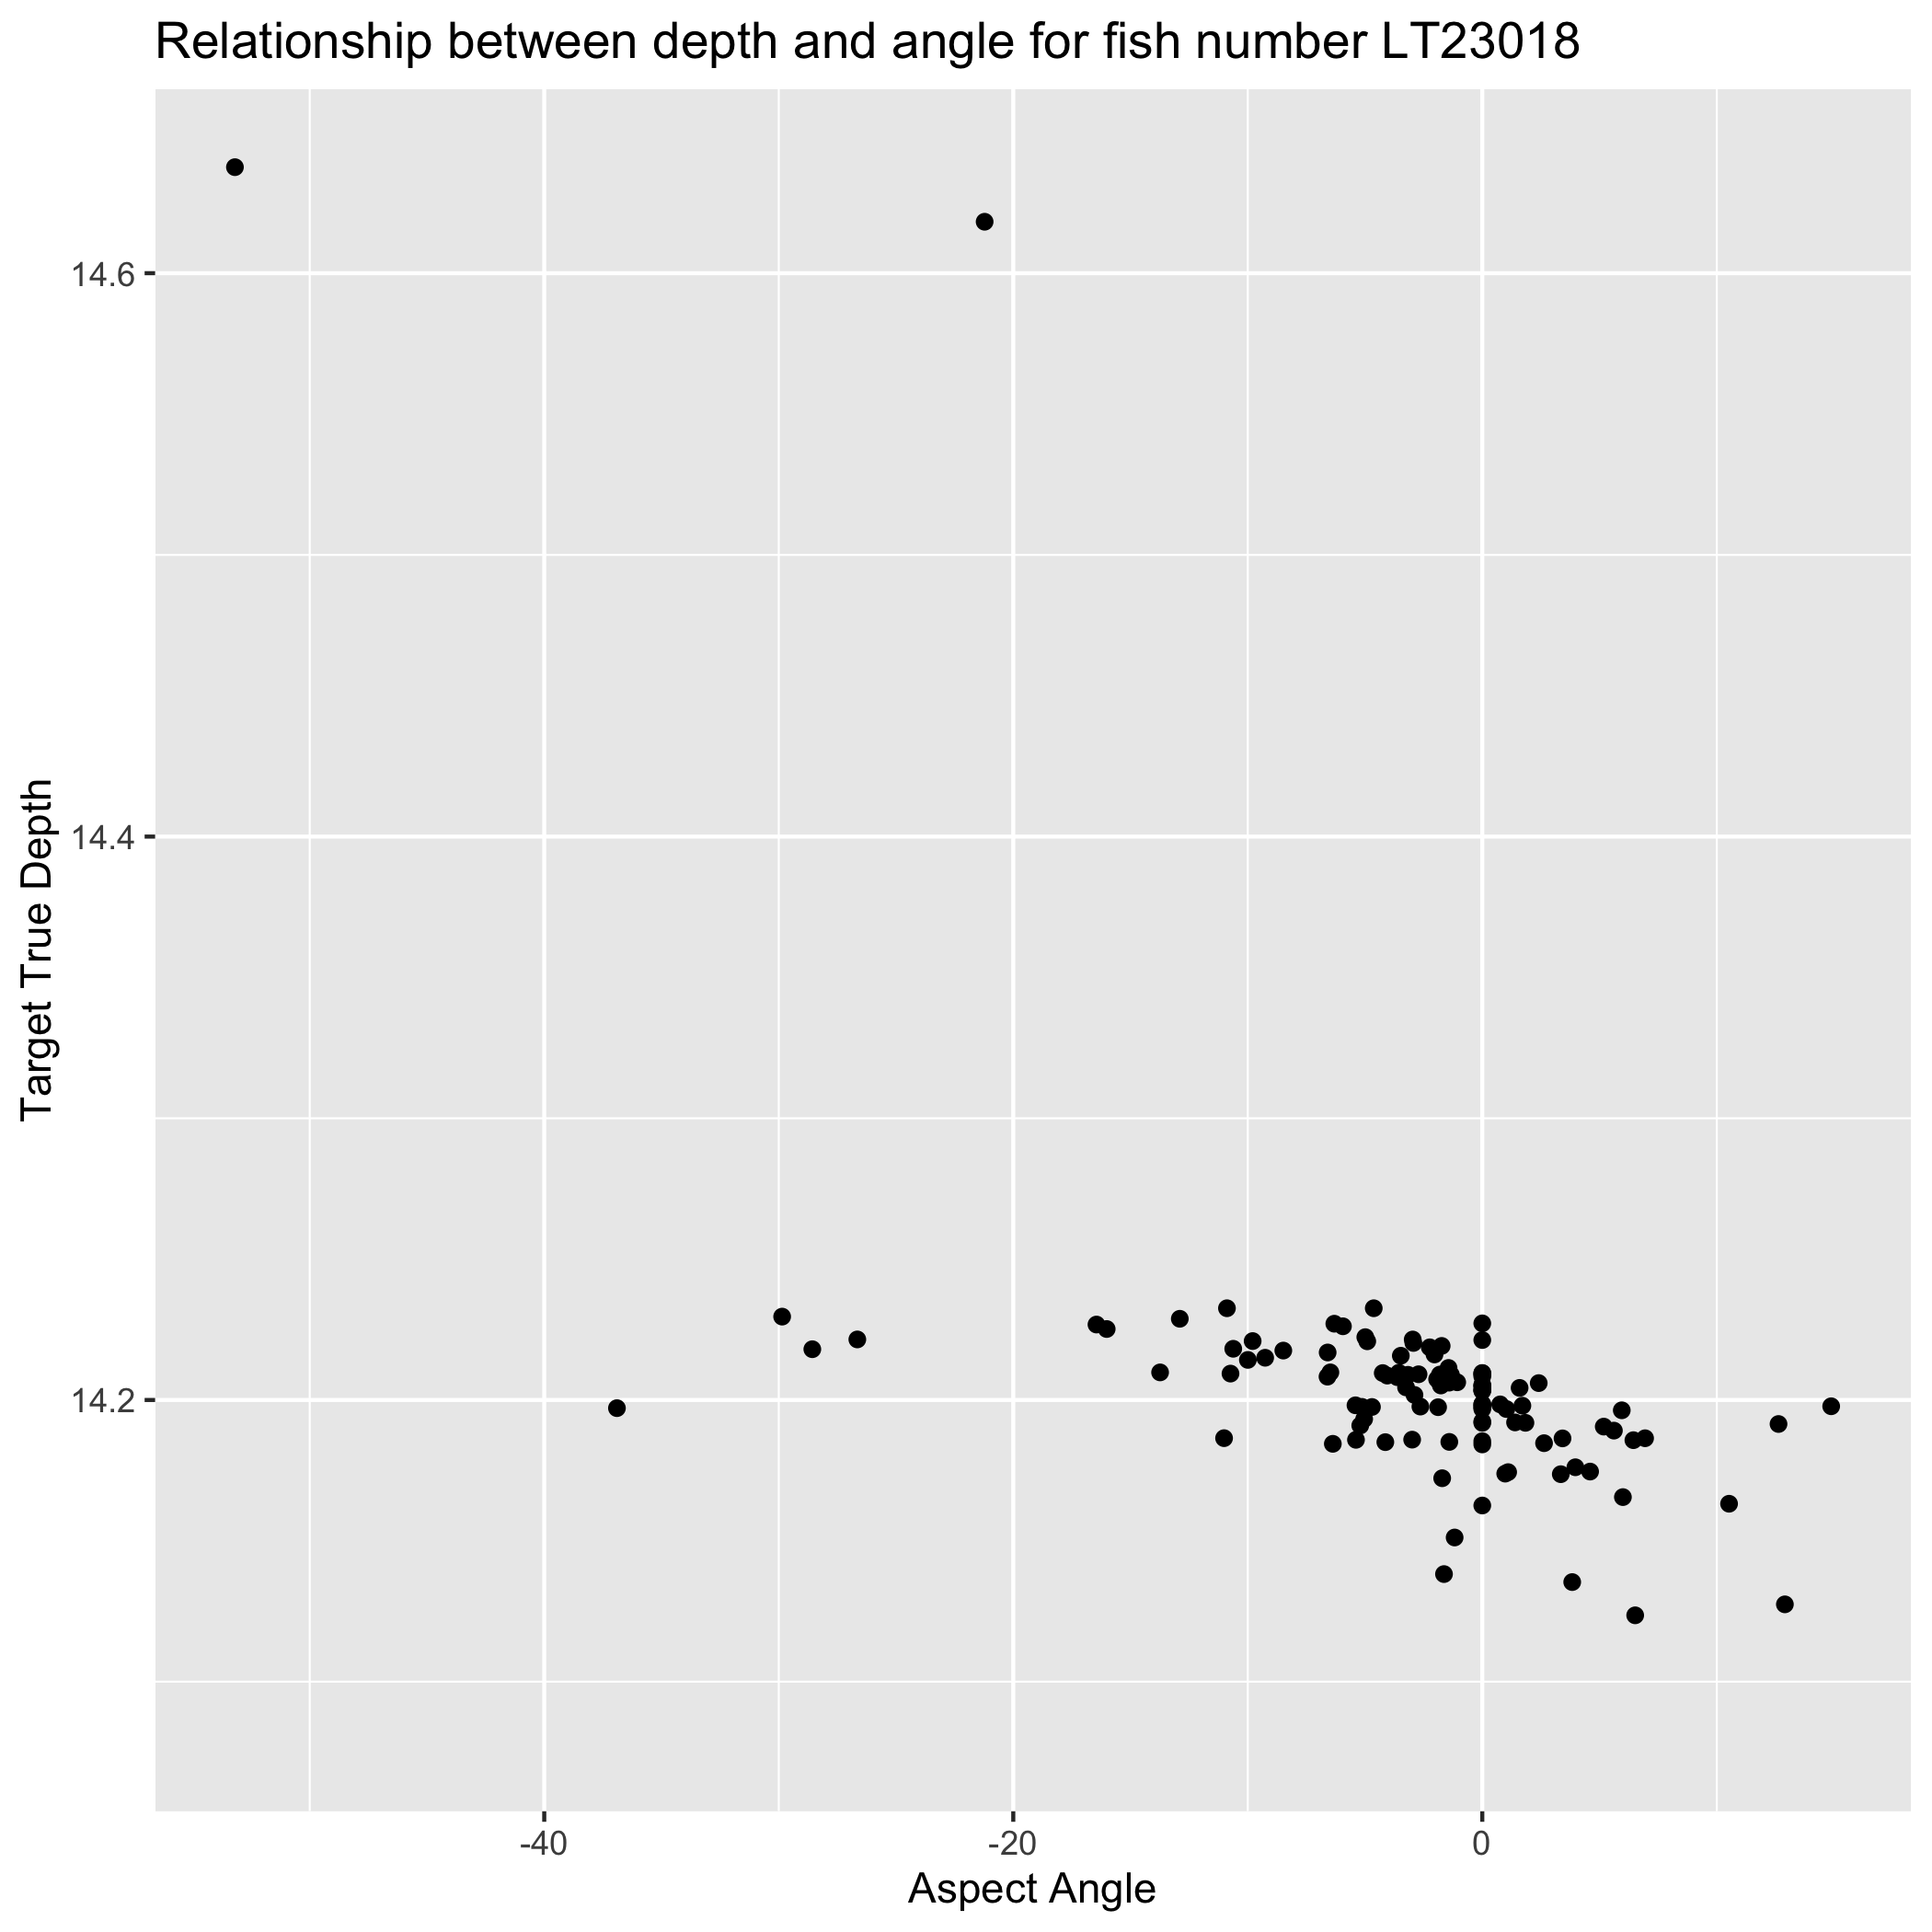 Relationship between depth and angle for fish number LT23018
14.6
14.4
14.2
Target True Depth
-40
-20
0
Aspect Angle